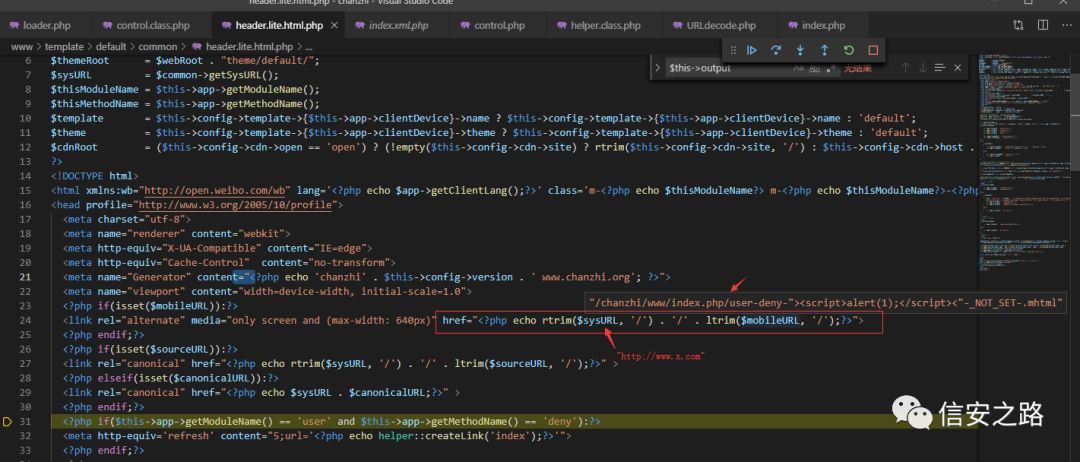 header.lite.html.php - chanzhi - Visual Studio Code
loader.php control.class.php header.lite.html.php × index.xml.php control.php helper.class.php URLdecode.php index.php
www > template > default > common > header.lite.html.php > ...
$this->output 无结果
6 $themeRoot = $webRoot . "theme/default/";
7 $sysURL = $common->getSysURL();
8 $thisModuleName = $this->app->getModuleName();
9 $thisMethodName = $this->app->getMethodName();
10 $template = $this->config->template->{$this->app->clientDevice}->name ? $this->config->template->{$this->app->clientDevice}->name : 'default';
11 $theme = $this->config->template->{$this->app->clientDevice}->theme ? $this->config->template->{$this->app->clientDevice}->theme : 'default';
12 $cdnRoot = ($this->config->cdn->open == 'open') ? (!empty($this->config->cdn->site) ? rtrim($this->config->cdn->site, '/') : $this->config->cdn->host .
13 ?>
14 <!DOCTYPE html>
15 <html xmlns:wb="http://open.weibo.com/wb" lang='<?php echo $app->getClientLang();?>' class='m-<?php echo $thisModuleName?> m-<?php echo $thisModuleName?>-<?php
16 <head profile="http://www.w3.org/2005/10/profile">
17 <meta charset="utf-8">
18 <meta name="renderer" content="webkit">
19 <meta http-equiv="X-UA-Compatible" content="IE=edge">
20 <meta http-equiv="Cache-Control" content="no-transform">
21 <meta name="Generator" content="<?php echo 'chanzhi' . $this->config->version . ' www.chanzhi.org'; ?>">
22 <meta name="viewport" content="width=device-width, initial-scale=1.0">
"/chanzhi/www/index.php/user-deny-"><script>alert(1);</script><"-_NOT_SET-.mhtml"
23 <?php if(isset($mobileURL)):?>
24 <link rel="alternate" media="only screen and (max-width: 640px)" href="<?php echo rtrim($sysURL, '/') . '/' . ltrim($mobileURL, '/');?>">
25 <?php endif;?>
26 <?php if(isset($sourceURL)):?>
"http://www.x.com"
27 <link rel="canonical" href="<?php echo rtrim($sysURL, '/') . '/' . ltrim($sourceURL, '/');?>" >
28 <?php elseif(isset($canonicalURL)):?>
29 <link rel="canonical" href="<?php echo $sysURL . $canonicalURL;?>" >
30 <?php endif;?>
31 <?php if($this->app->getModuleName() == 'user' and $this->app->getMethodName() == 'deny'):?>
32 <meta http-equiv='refresh' content="5;url='<?php echo helper::createLink('index');?>'">
33 <?php endif;?>
信安之路